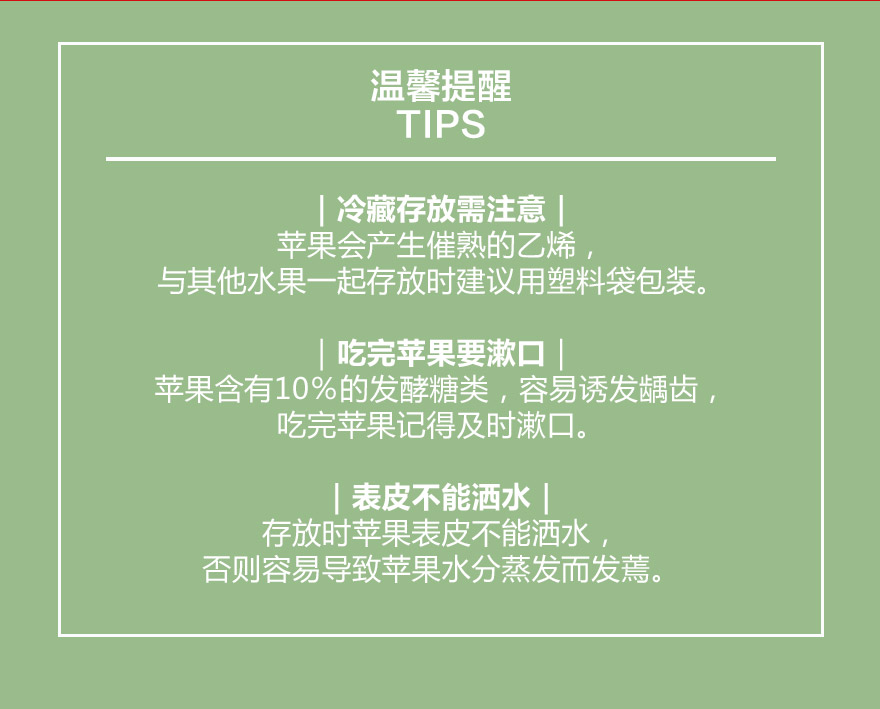 温馨提醒
TIPS
| 冷藏存放需注意 |
苹果会产生催熟的乙烯，
与其他水果一起存放时建议用塑料袋包装。
| 吃完苹果要漱口 |
苹果含有10%的发酵糖类，容易诱发龋齿，
吃完苹果记得及时漱口。
| 表皮不能洒水 |
存放时苹果表皮不能洒水，
否则容易导致苹果水分蒸发而发蔫。